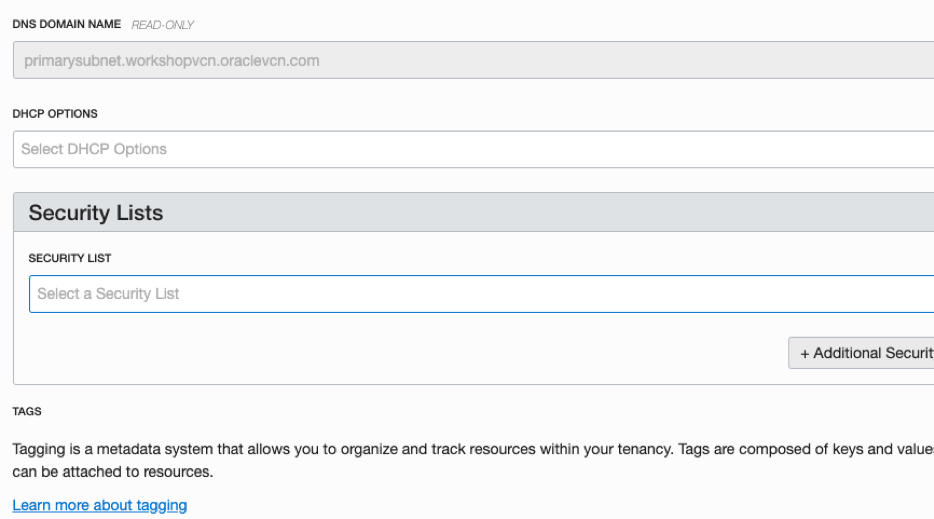 DNS DOMAIN NAME READ-ONLY
primarysubnet.workshopvcn.oraclevcn.com
DHCP OPTIONS
Select DHCP Options
Security Lists
SECURITY LIST
Select a Security List
+ Additional Securit
TAGS
Tagging is a metadata system that allows you to organize and track resources within your tenancy. Tags are composed of keys and values
can be attached to resources.
Learn more about tagging